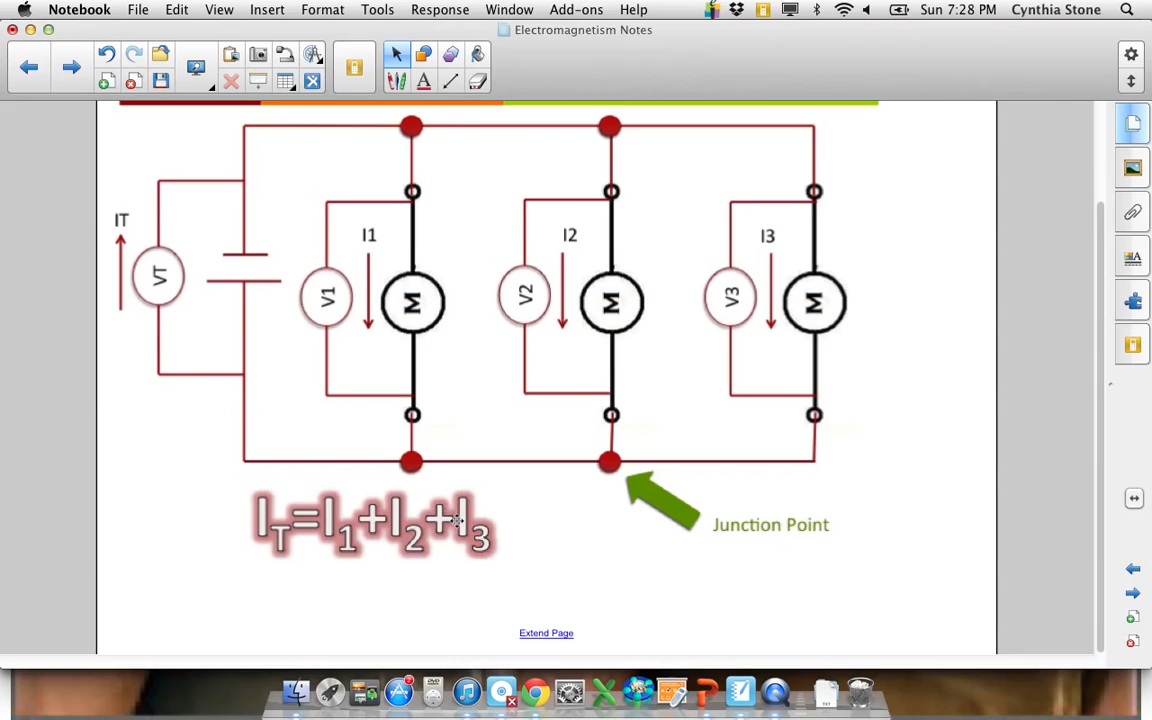 Notebook File Edit View Insert Format Tools Response Window Add-ons Help Sun 7:28 PM Cynthia Stone
Electromagnetism Notes
IT
VT
I1
V1
M
I2
V2
M
I3
V3
M
IT=I1+I2+I3
Junction Point
Extend Page